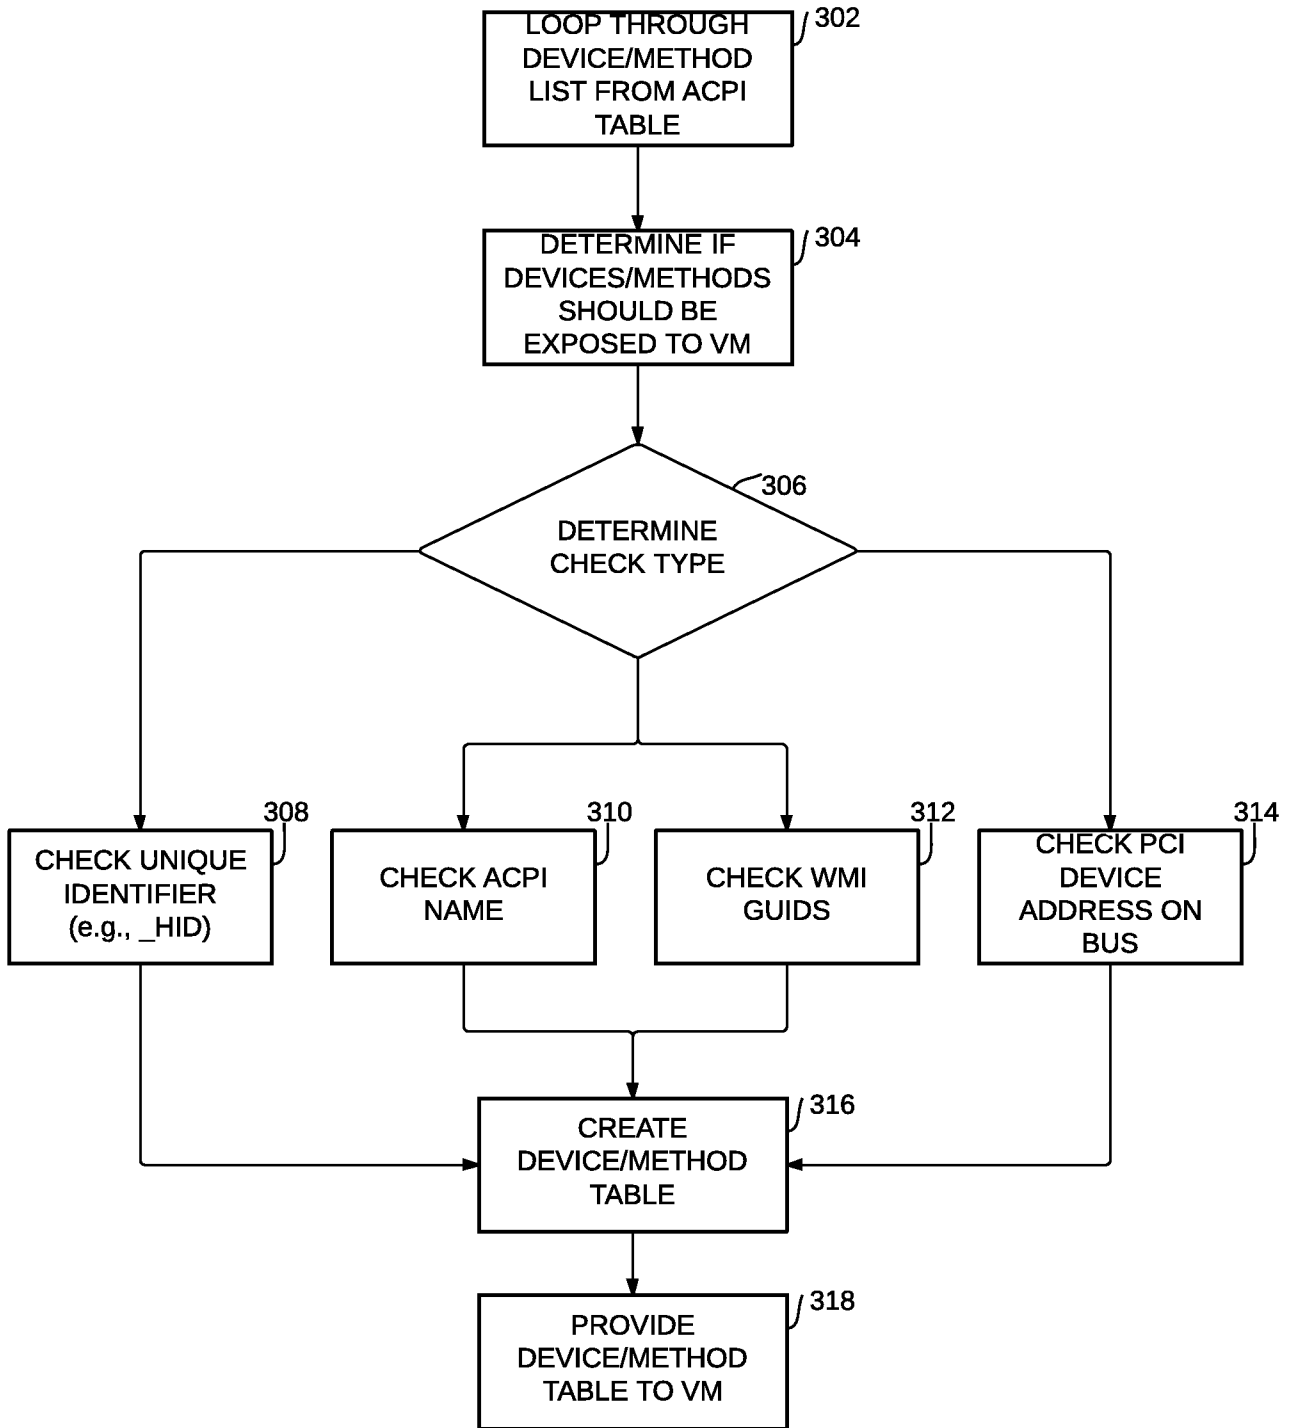 302
LOOP THROUGH
DEVICE/METHOD
LIST FROM ACPI
TABLE
304
DETERMINE IF
DEVICES/METHODS
SHOULD BE
EXPOSED TO VM
306
DETERMINE
CHECK TYPE
308
CHECK UNIQUE
IDENTIFIER
(e.g., _HID)
310
CHECK ACPI
NAME
312
CHECK WMI
GUIDS
314
CHECK PCI
DEVICE
ADDRESS ON
BUS
316
CREATE
DEVICE/METHOD
TABLE
318
PROVIDE
DEVICE/METHOD
TABLE TO VM